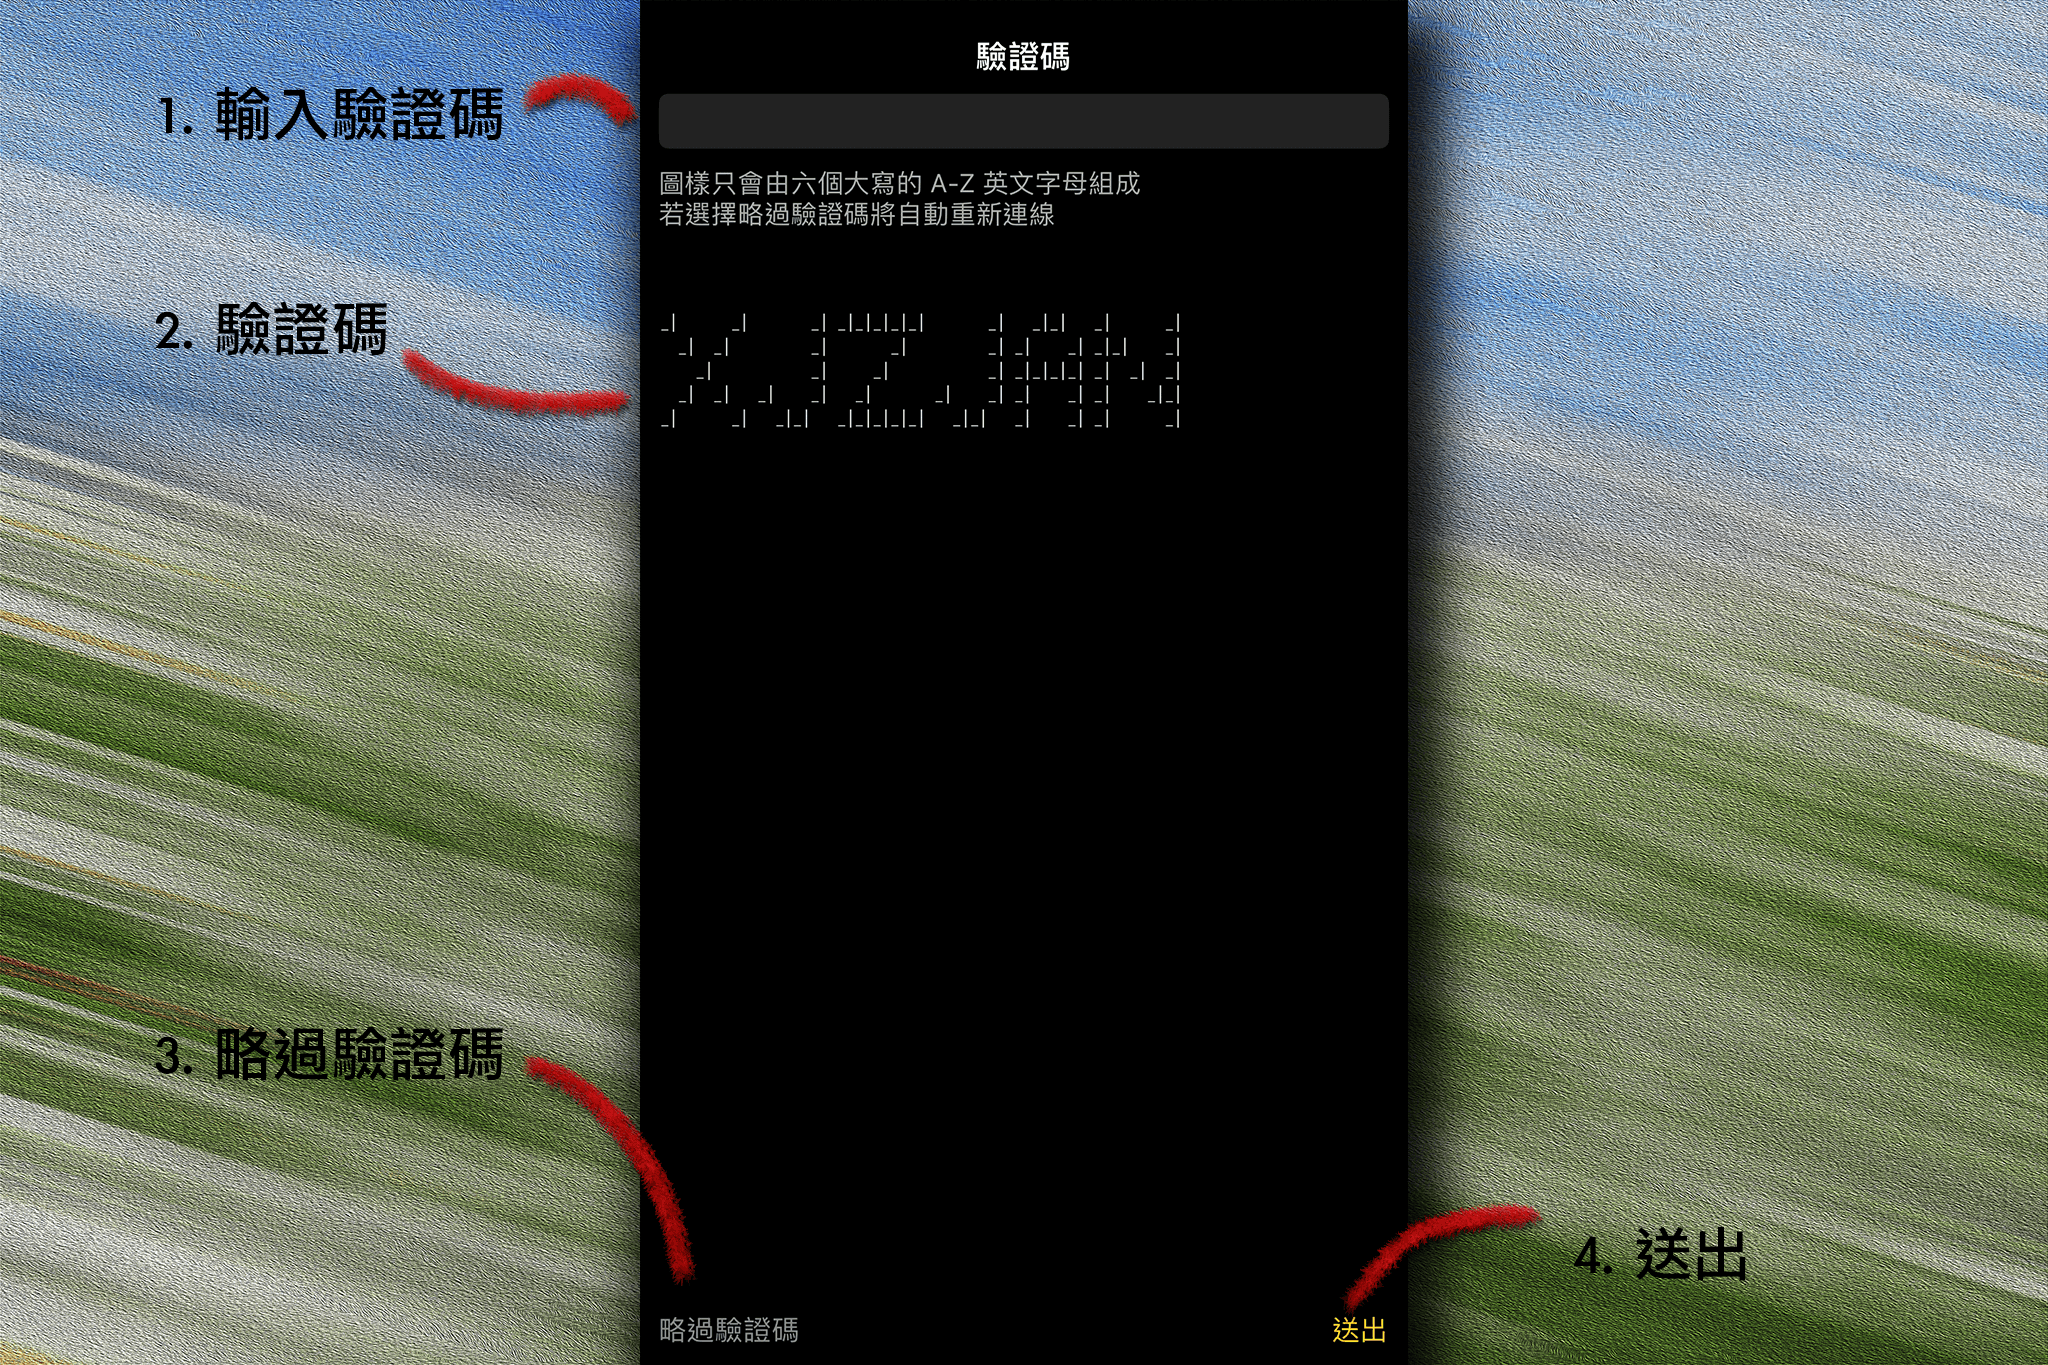 驗證碼
1. 輸入驗證碼
圖樣只會由六個大寫的 A-Z 英文字母組成
若選擇略過驗證碼將自動重新連線
2. 驗證碼
XJZJAN
3. 略過驗證碼
4. 送出
略過驗證碼
送出